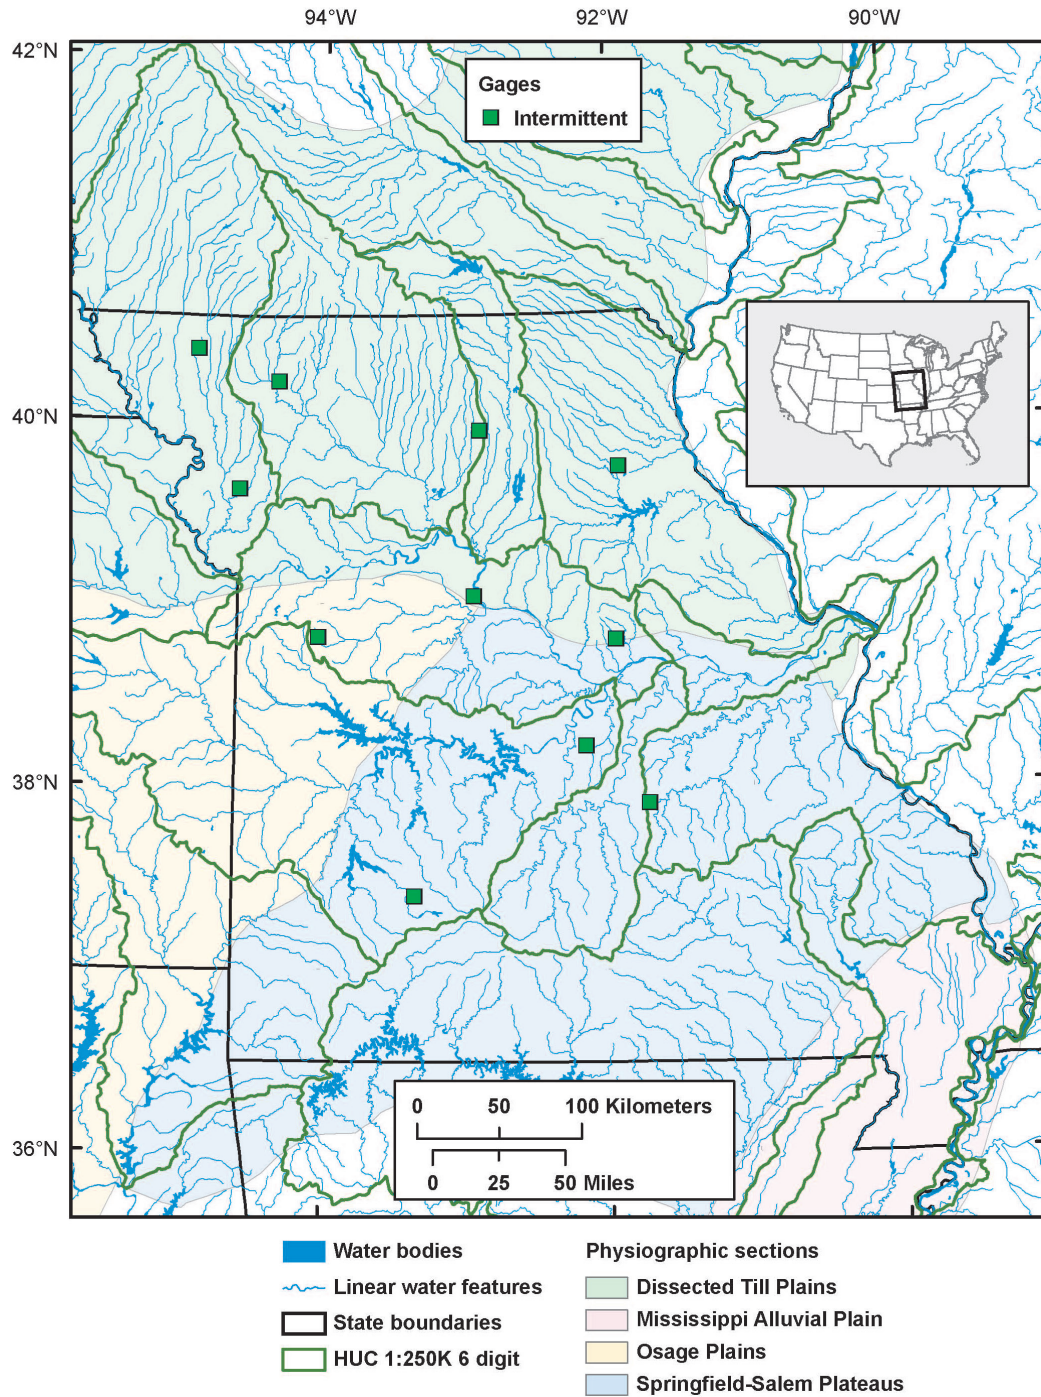 94°W 92°W 90°W
42°N
Gages
Intermittent
40°N
38°N
36°N
0 50 100 Kilometers
0 25 50 Miles
Water bodies
Linear water features
State boundaries
HUC 1:250K 6 digit
Physiographic sections
Dissected Till Plains
Mississippi Alluvial Plain
Osage Plains
Springfield-Salem Plateaus